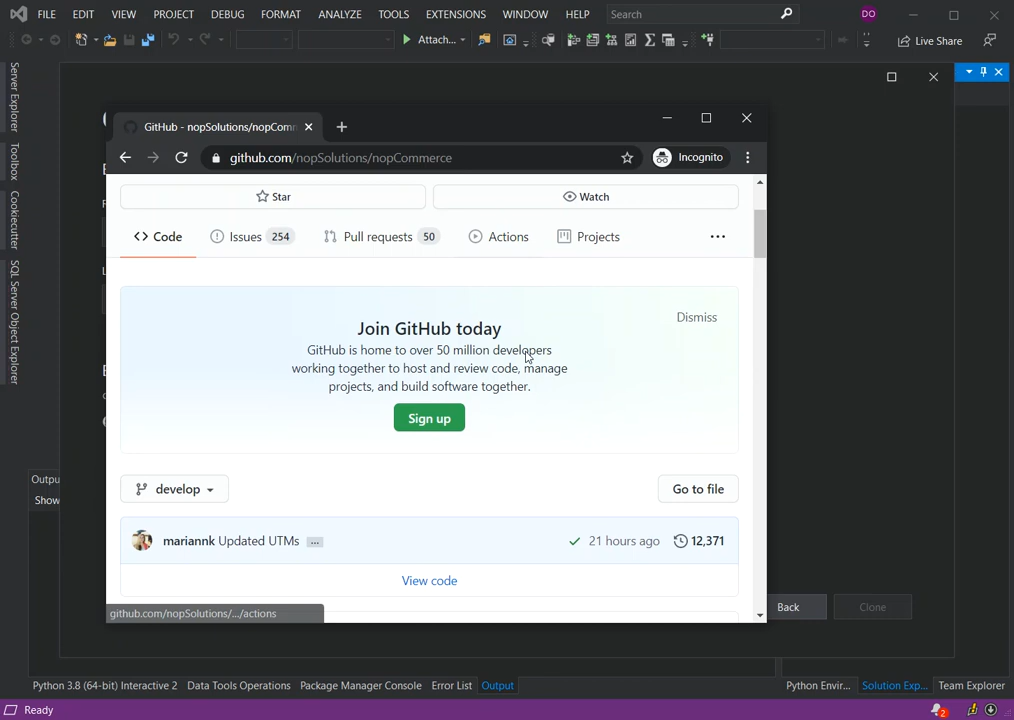 FILE EDIT VIEW PROJECT DEBUG FORMAT ANALYZE TOOLS EXTENSIONS WINDOW HELP Search DO
Attach... Live Share
Server Explorer
Toolbox
Cookiecutter
SQL Server Object Explorer
GitHub - nopSolutions/nopComm
github.com/nopSolutions/nopCommerce Incognito
Star Watch
Code Issues 254 Pull requests 50 Actions Projects ...
Join GitHub today
Dismiss
GitHub is home to over 50 million developers
working together to host and review code, manage
projects, and build software together.
Sign up
develop Go to file
mariannk Updated UTMs ... 21 hours ago 12,371
View code
github.com/nopSolutions/.../actions
Outpu
Show
Back Clone
Python 3.8 (64-bit) Interactive 2 Data Tools Operations Package Manager Console Error List Output Python Envir... Solution Exp... Team Explorer
Ready 2